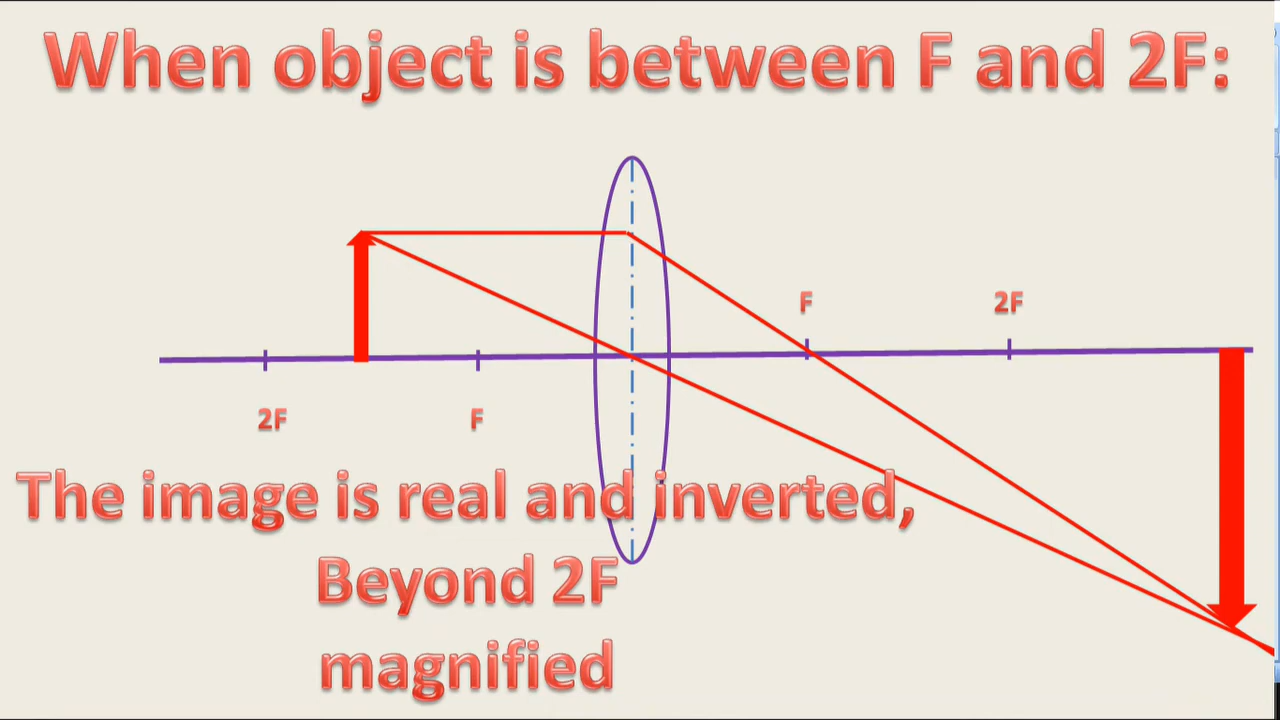 When object is between F and 2F:
F 2F
2F F
The image is real and inverted,
Beyond 2F
magnified